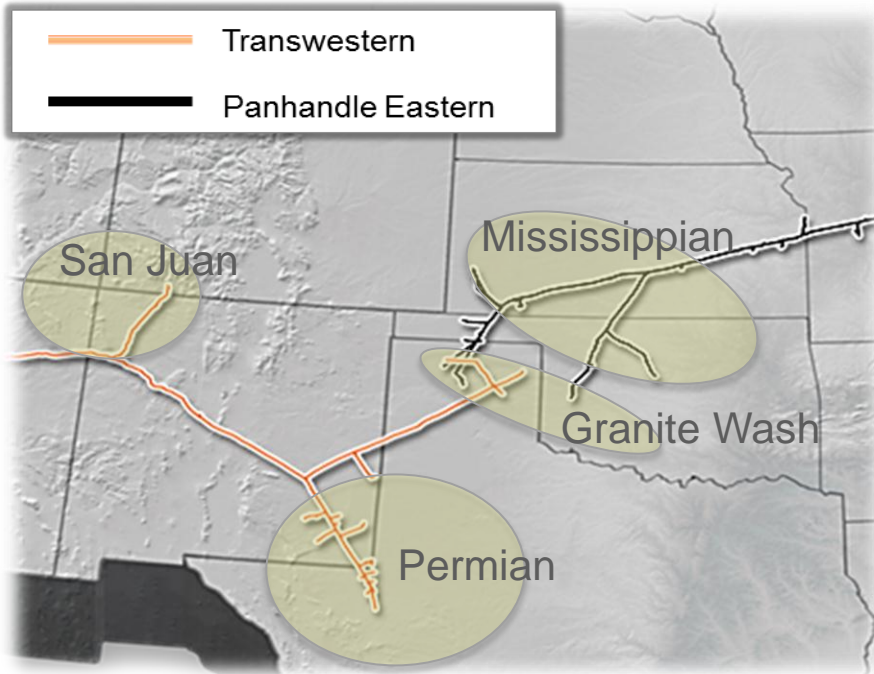 Transwestern
Panhandle Eastern
Mississippian
San Juan
Granite Wash
Permian